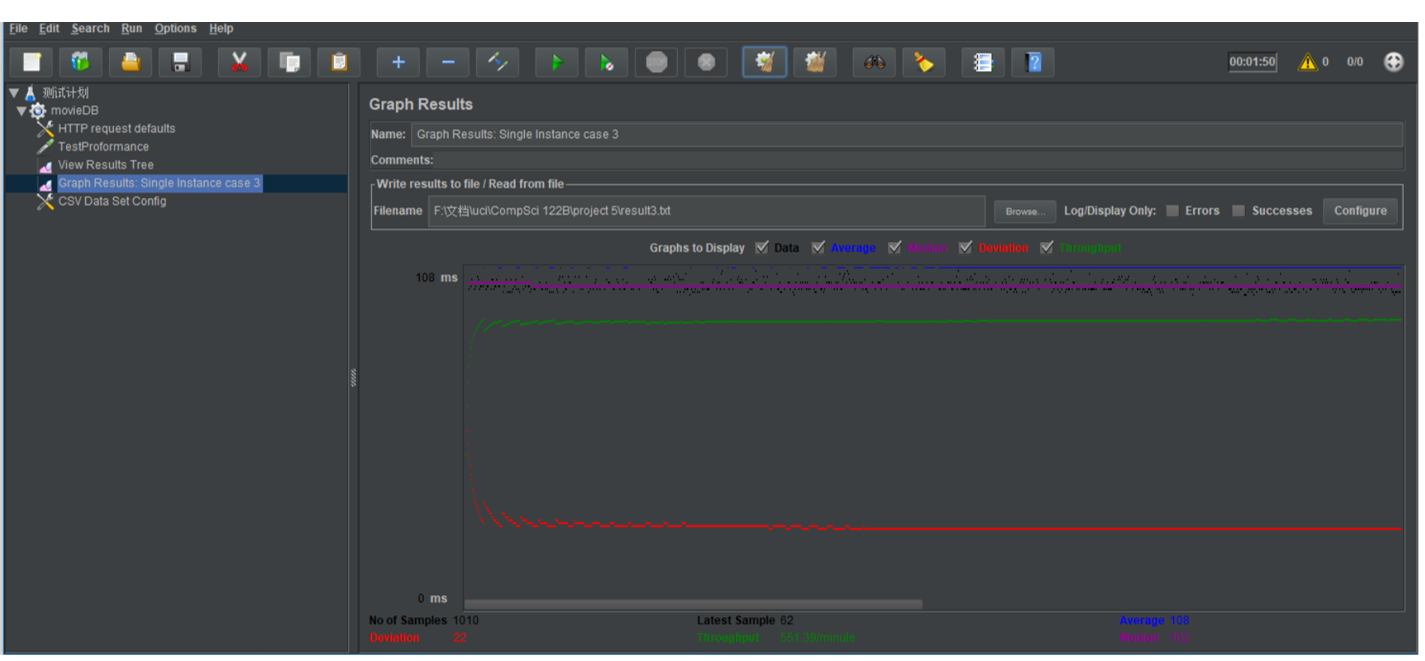 File Edit Search Run Options Help
00:01:50 0 0/0
测试计划
movieDB
HTTP request defaults
TestProformance
View Results Tree
Graph Results: Single Instance case 3
CSV Data Set Config
Graph Results
Name: Graph Results: Single Instance case 3
Comments:
Write results to file / Read from file
Filename F:\文档\uci\CompSci 122B\project 5\result3.txt Browse... Log/Display Only: Errors Successes Configure
Graphs to Display Data Average Median Deviation Throughput
108 ms
0 ms
No of Samples 1010 Latest Sample 62 Average 108
Deviation 22 Throughput 551.39/minute Median